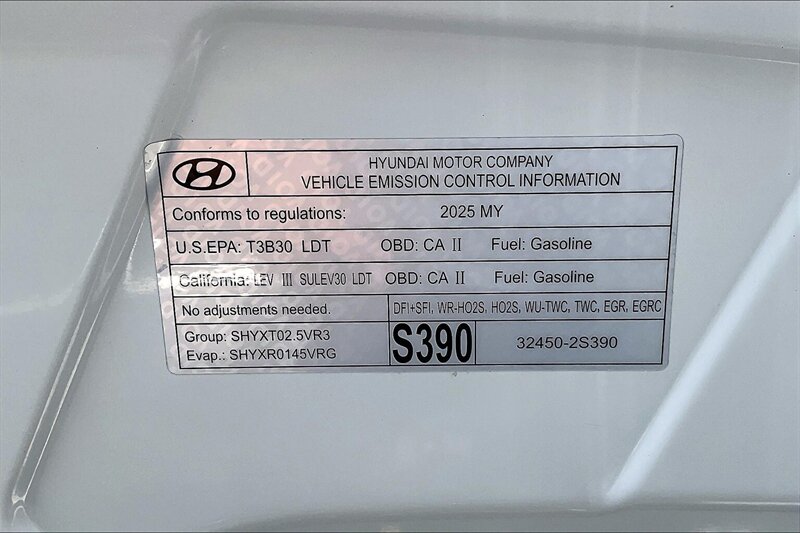 HYUNDAI MOTOR COMPANY
VEHICLE EMISSION CONTROL INFORMATION
Conforms to regulations: 2025 MY
U.S.EPA: T3B30 LDT OBD: CA II Fuel: Gasoline
California: LEV III SULEV30 LDT OBD: CA II Fuel: Gasoline
No adjustments needed. DFI+SFI, WR-HO2S, HO2S, WU-TWC, TWC, EGR, EGRC
Group: SHYXT02.5VR3
Evap.: SHYXR0145VRG
S390
32450-2S390